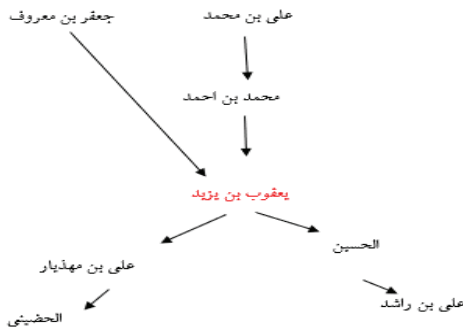 علی بن محمد
جعفر بن معروف
محمد بن احمد
یعقوب بن یزید
الحسین
علی بن مهذیار
علی بن راشد
الحضینی